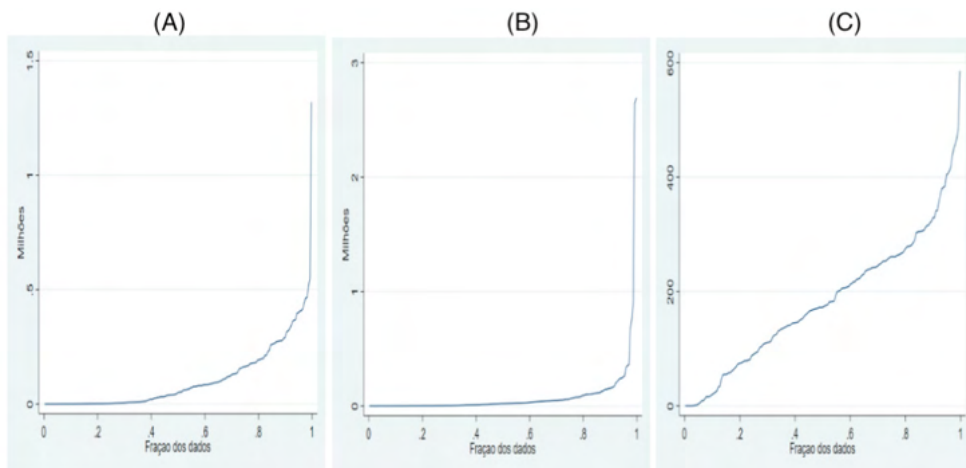 (A)
(B)
(C)
Milhões
1.5
1
.5
0
0 .2 .4 .6 .8 1
Fraçao dos dados
Milhões
3
2
1
0
0 .2 .4 .6 .8 1
Fraçao dos dados
600
400
200
0
0 .2 .4 .6 .8 1
Fraçao dos dados